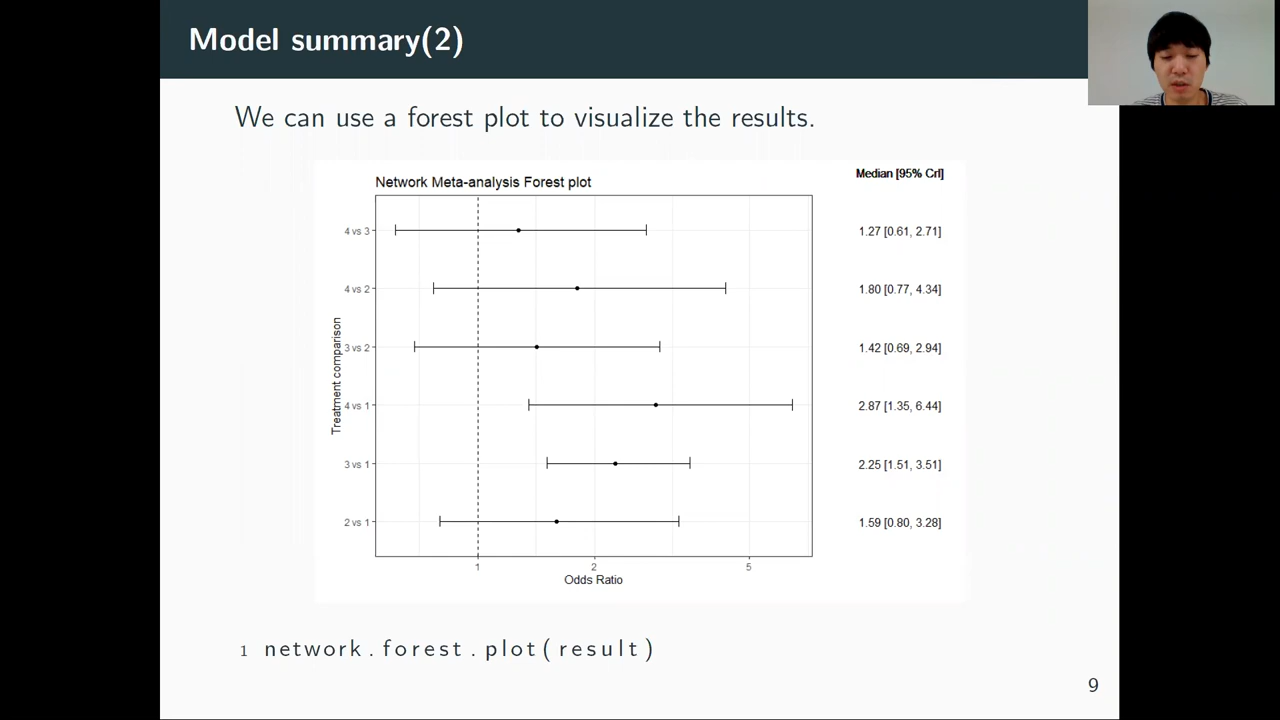 Model summary(2)
We can use a forest plot to visualize the results.
Network Meta-analysis Forest plot
Median [95% CrI]
Treatment comparison
4 vs 3
1.27 [0.61, 2.71]
4 vs 2
1.80 [0.77, 4.34]
3 vs 2
1.42 [0.69, 2.94]
4 vs 1
2.87 [1.35, 6.44]
3 vs 1
2.25 [1.51, 3.51]
2 vs 1
1.59 [0.80, 3.28]
1 2 5
Odds Ratio
1 network.forest.plot(result)
9